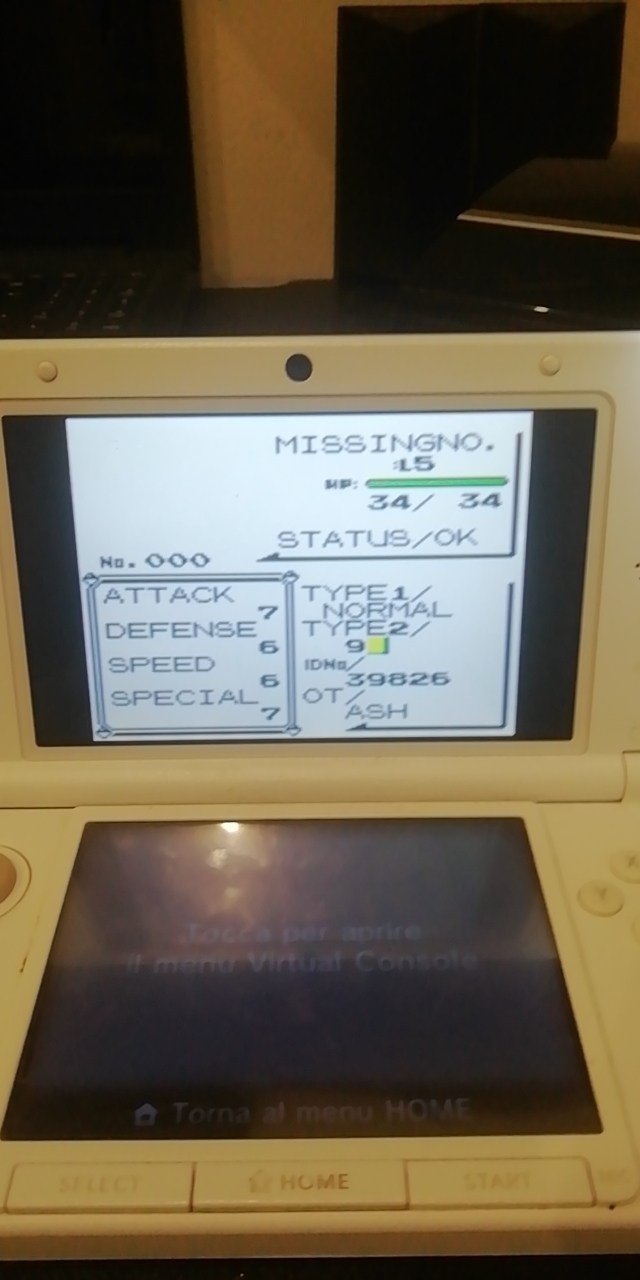 MISSINGNO.
:L5
HP:
34/ 34
STATUS/OK
No. 000
ATTACK
7
DEFENSE
6
SPEED
6
SPECIAL
7
TYPE1/
NORMAL
TYPE2/
9
IDNo/
39826
OT/
ASH
Tocca per aprire
il menu Virtual Console
Torna al menu HOME
SELECT
HOME
START
Y
X